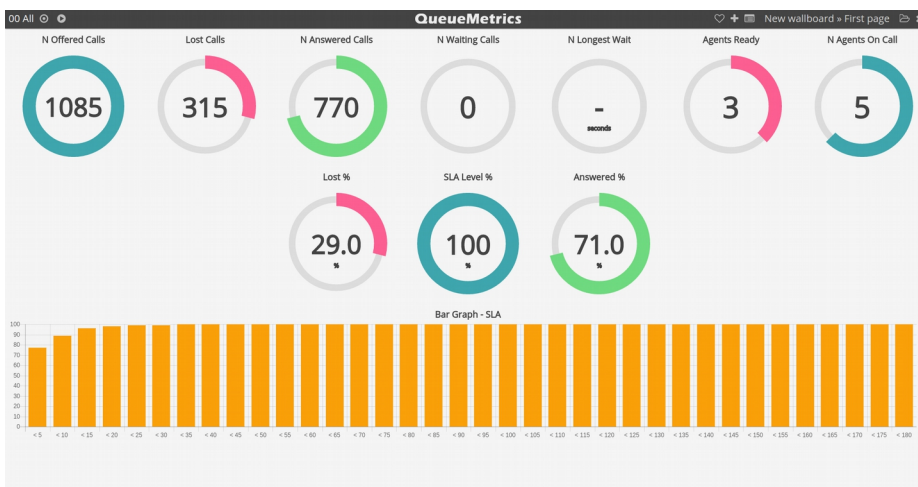 00 All QueueMetrics New wallboard » First page
N Offered Calls Lost Calls N Answered Calls N Waiting Calls N Longest Wait Agents Ready N Agents On Call
1085 315 770 0 - 3 5
seconds
Lost % SLA Level % Answered %
29.0 100 71.0
% % %
Bar Graph - SLA
100
90
80
70
60
50
40
30
20
10
0
< 5 < 10 < 15 < 20 < 25 < 30 < 35 < 40 < 45 < 50 < 55 < 60 < 65 < 70 < 75 < 80 < 85 < 90 < 95 < 100 < 105 < 110 < 115 < 120 < 125 < 130 < 135 < 140 < 145 < 150 < 155 < 160 < 165 < 170 < 175 < 180